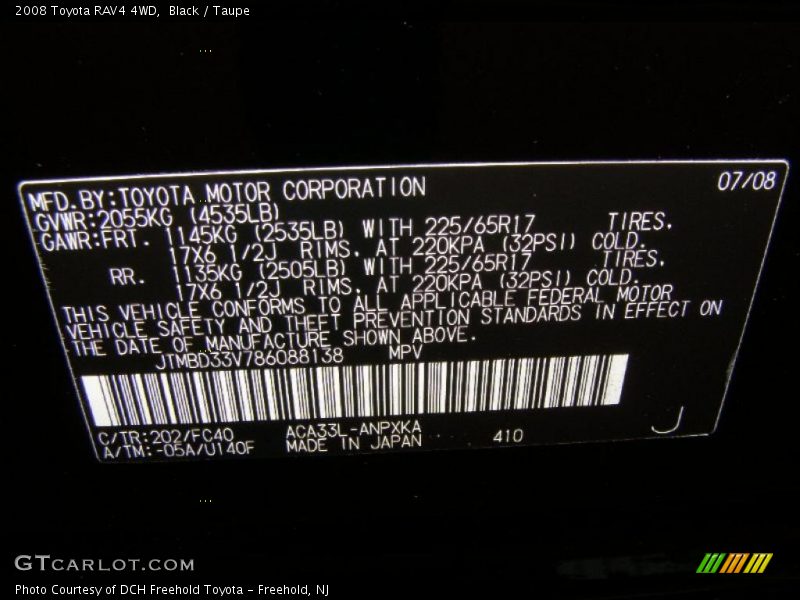 2008 Toyota RAV4 4WD,  Black / Taupe
MFD.BY:TOYOTA MOTOR CORPORATION 07/08
GVWR:2055KG (4535LB)
GAWR:FRT. 1145KG (2535LB) WITH 225/65R17 TIRES.
17X6 1/2J RIMS. AT 220KPA (32PSI) COLD.
RR. 1135KG (2505LB) WITH 225/65R17 TIRES.
17X6 1/2J RIMS. AT 220KPA (32PSI) COLD.
THIS VEHICLE CONFORMS TO ALL APPLICABLE FEDERAL MOTOR
VEHICLE SAFETY AND THEFT PREVENTION STANDARDS IN EFFECT ON
THE DATE OF MANUFACTURE SHOWN ABOVE.
JTMBD33V786088138 MPV
C/TR:202/FC40 ACA33L-ANPXKA 410 J
A/TM:-05A/U140F MADE IN JAPAN
GTCARLOT.COM
Photo Courtesy of DCH Freehold Toyota - Freehold, NJ